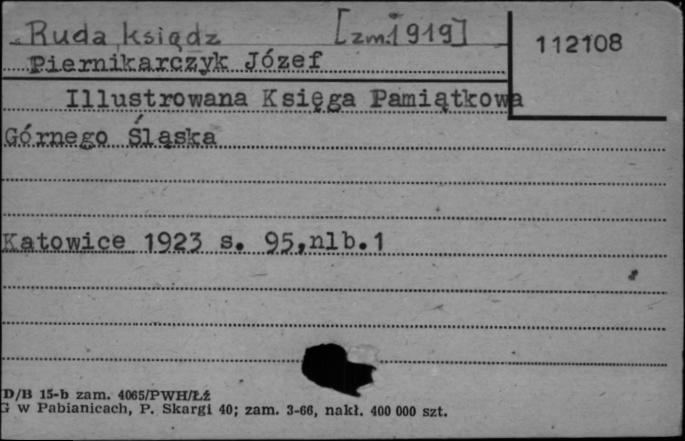 Ruda ksiądz [zm.1919]
112108
Piernikarczyk Józef
Illustrowana Księga Pamiątkowa
Górnego Śląska
Katowice 1923 s. 95,nlb.1
D/B 15-b zam. 4065/PWH/Łź
G w Pabianicach, P. Skargi 40; zam. 3-66, nakł. 400 000 szt.